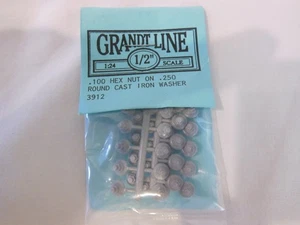 GRANDT LINE
1:24 1/2" SCALE
.100 HEX NUT ON .250
ROUND CAST IRON WASHER
3912